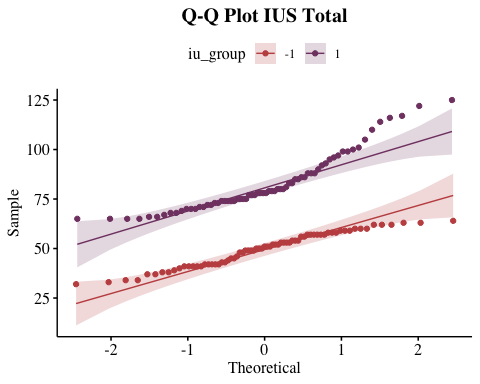 Q-Q Plot IUS Total
iu_group -1 1
125
100
75
50
25
Sample
-2 -1 0 1 2
Theoretical